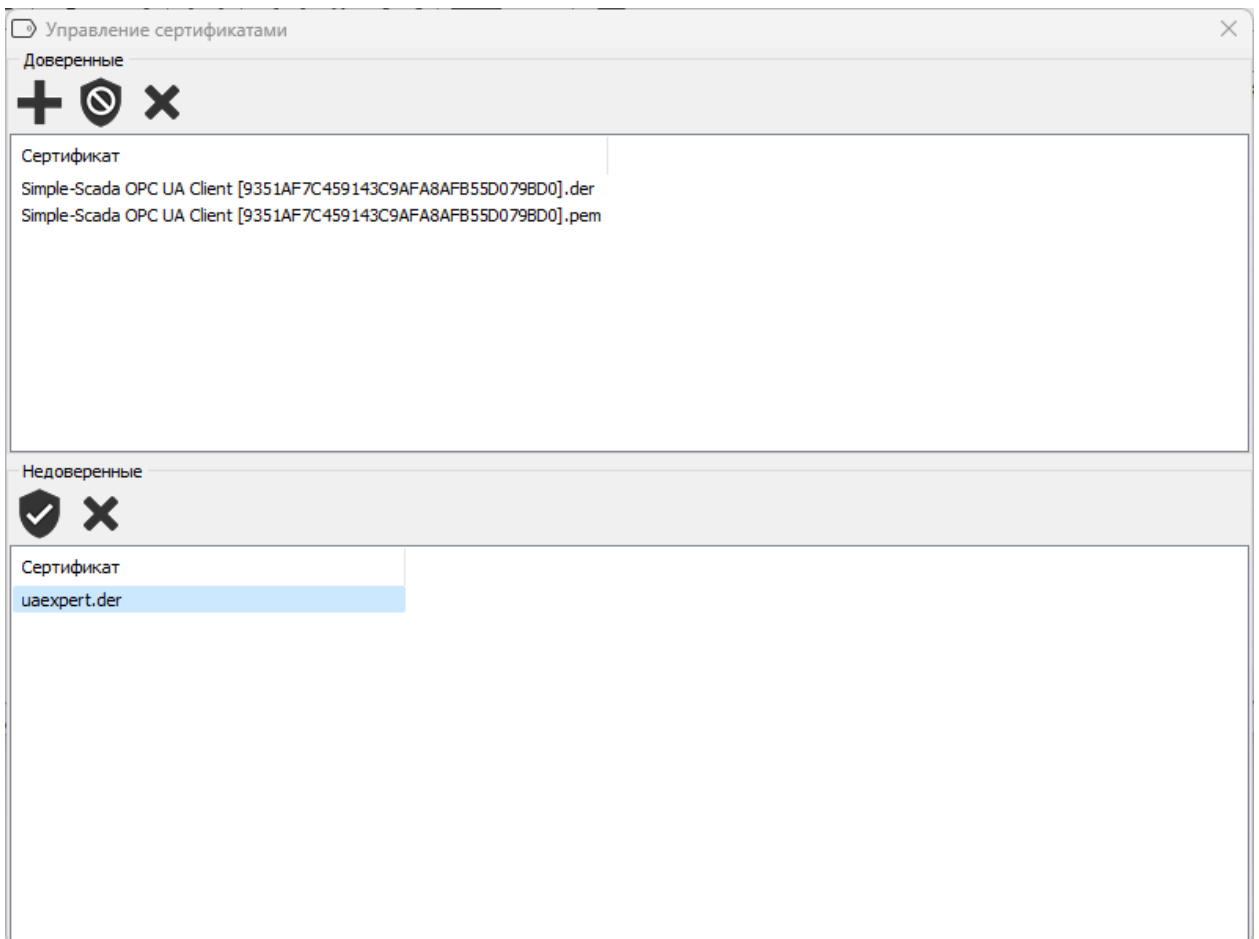 Управление сертификатами
Доверенные
Сертификат
Simple-Scada OPC UA Client [9351AF7C459143C9AFA8AFB55D079BD0].der
Simple-Scada OPC UA Client [9351AF7C459143C9AFA8AFB55D079BD0].pem
Недоверенные
Сертификат
uaexpert.der